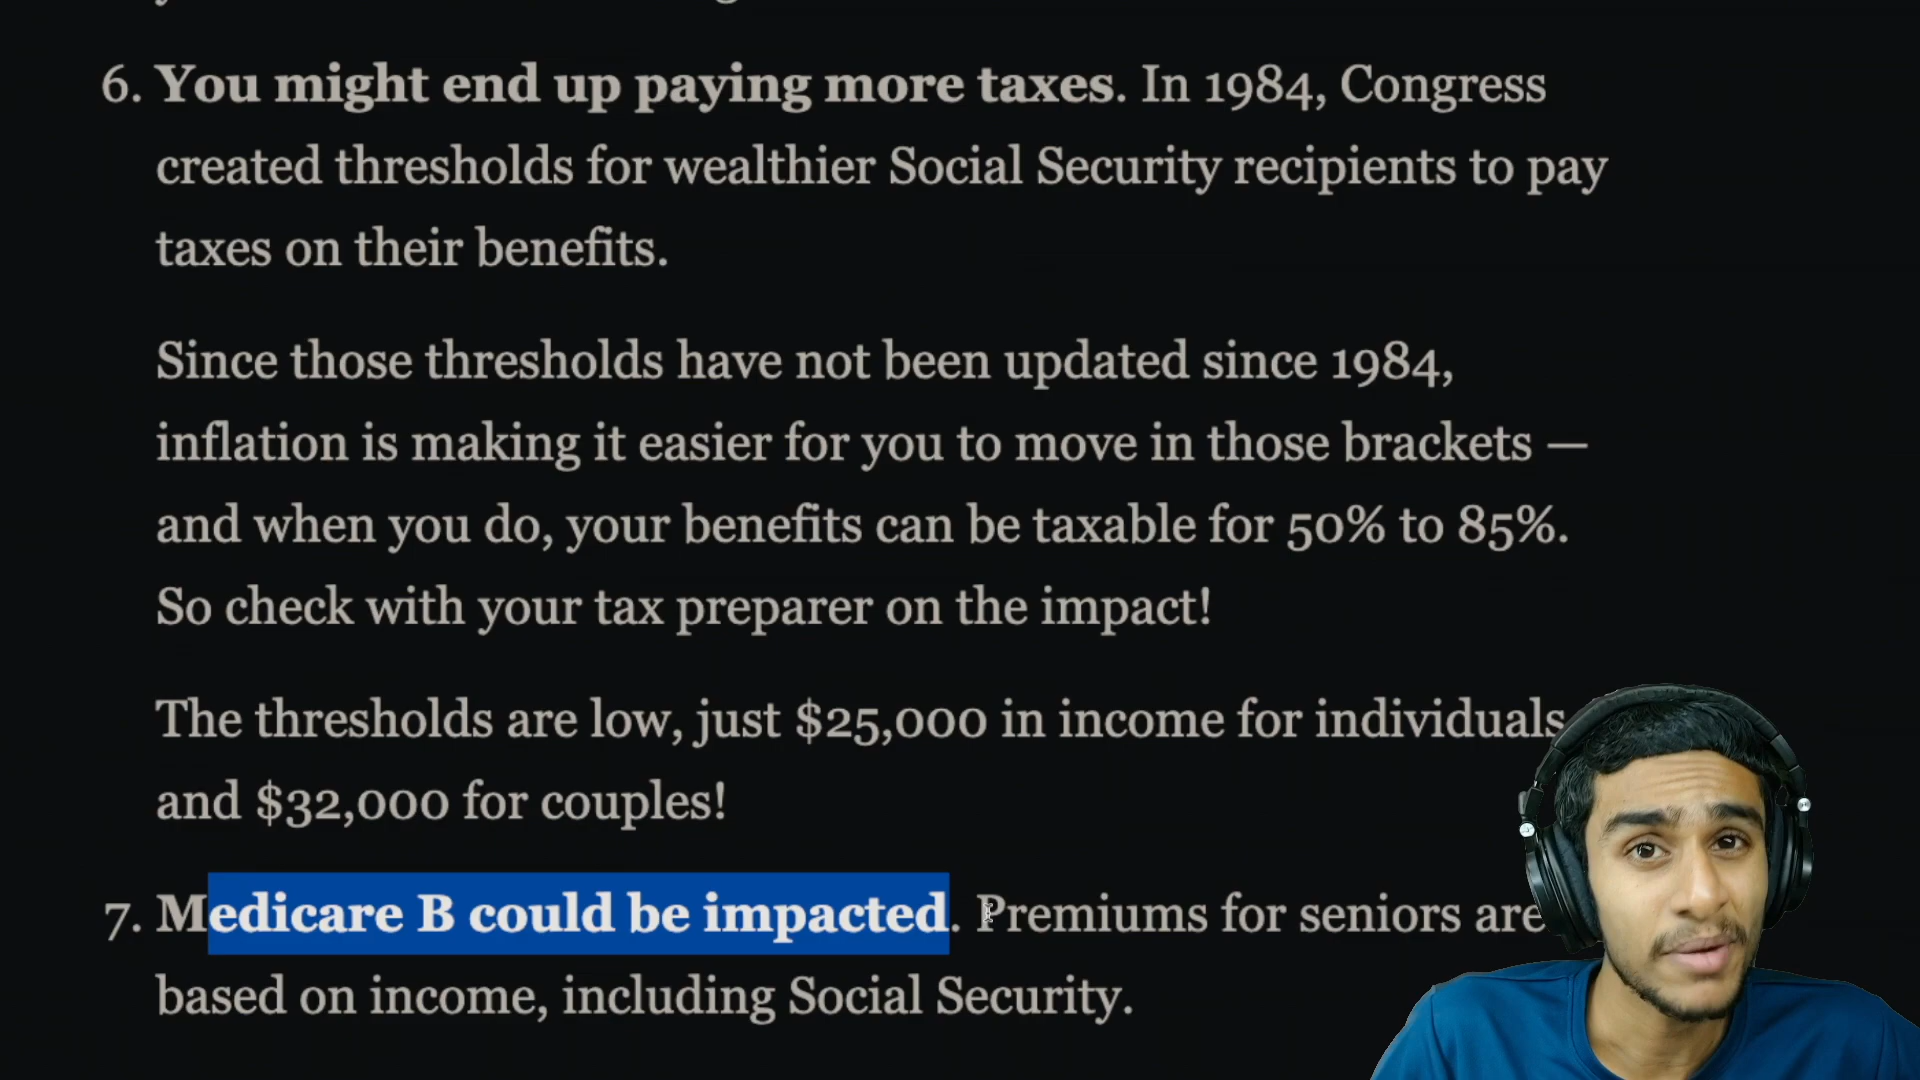 6. You might end up paying more taxes. In 1984, Congress
created thresholds for wealthier Social Security recipients to pay
taxes on their benefits.
Since those thresholds have not been updated since 1984,
inflation is making it easier for you to move in those brackets —
and when you do, your benefits can be taxable for 50% to 85%.
So check with your tax preparer on the impact!
The thresholds are low, just $25,000 in income for individuals
and $32,000 for couples!
7. Medicare B could be impacted. Premiums for seniors are
based on income, including Social Security.